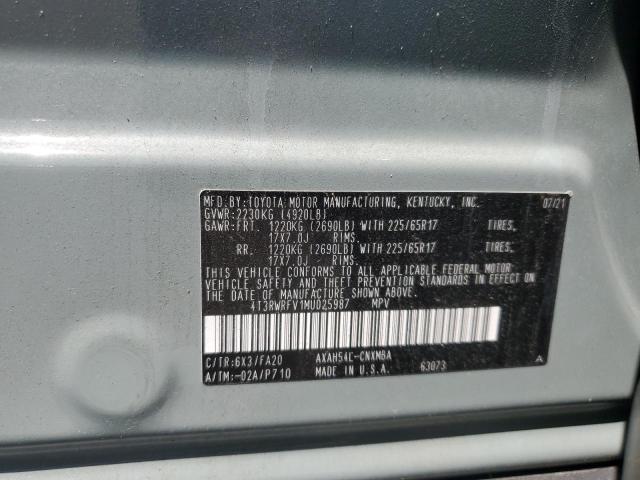 MFD.BY:TOYOTA MOTOR MANUFACTURING, KENTUCKY, INC. 07/21
GVWR:2230KG (4920LB)
GAWR:FRT. 1220KG (2690LB) WITH 225/65R17 TIRES,
17X7.0J RIMS.
RR. 1220KG (2690LB) WITH 225/65R17 TIRES,
17X7.0J RIMS.
THIS VEHICLE CONFORMS TO ALL APPLICABLE FEDERAL MOTOR
VEHICLE SAFETY AND THEFT PREVENTION STANDARDS IN EFFECT ON
THE DATE OF MANUFACTURE SHOWN ABOVE.
4T3RWRFV1MU025987 MPV
C/TR:6X3/FA20 AXAH54L-CNXMBA A
A/TM:-02A/P710 MADE IN U.S.A. 63073